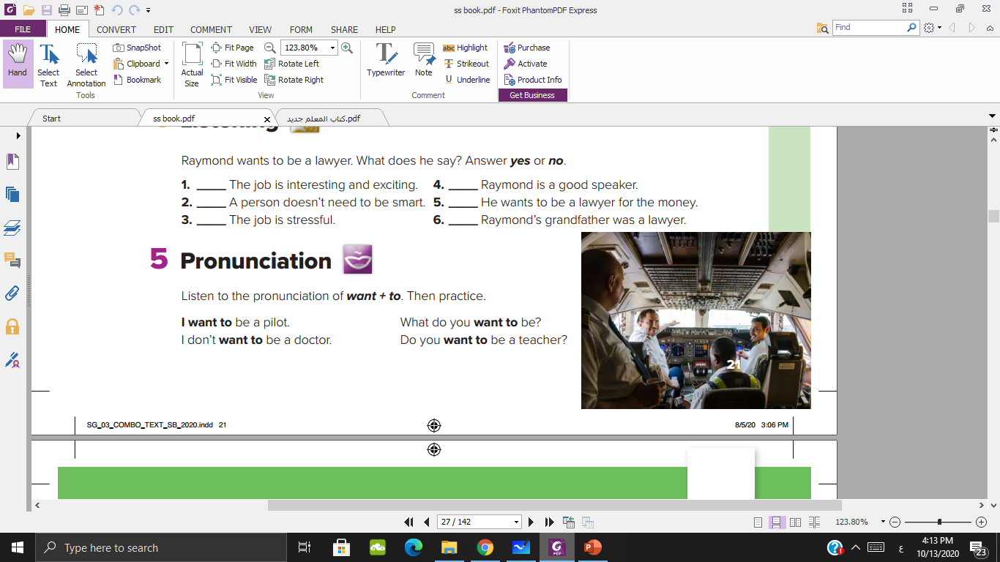 ss book.pdf - Foxit PhantomPDF Express
FILE HOME CONVERT EDIT COMMENT VIEW FORM SHARE HELP
Find
Hand
Select Text
Select Annotation
SnapShot
Clipboard
Bookmark
Tools
Actual Size
Fit Page
Fit Width
Fit Visible
123.80%
Rotate Left
Rotate Right
View
Typewriter
Note
abc Highlight
T Strikeout
U Underline
Comment
Purchase
Activate
Product Info
Get Business
Start
ss book.pdf
كتاب المعلم جديد.pdf
Listening
Raymond wants to be a lawyer. What does he say? Answer yes or no.
1. ____ The job is interesting and exciting.
2. ____ A person doesn't need to be smart.
3. ____ The job is stressful.
4. ____ Raymond is a good speaker.
5. ____ He wants to be a lawyer for the money.
6. ____ Raymond's grandfather was a lawyer.
5 Pronunciation
Listen to the pronunciation of want + to. Then practice.
I want to be a pilot.
I don't want to be a doctor.
What do you want to be?
Do you want to be a teacher?
21
SG_03_COMBO_TEXT_SB_2020.indd 21
8/5/20 3:06 PM
27 / 142
123.80%
Type here to search
ع
4:13 PM
10/13/2020
23